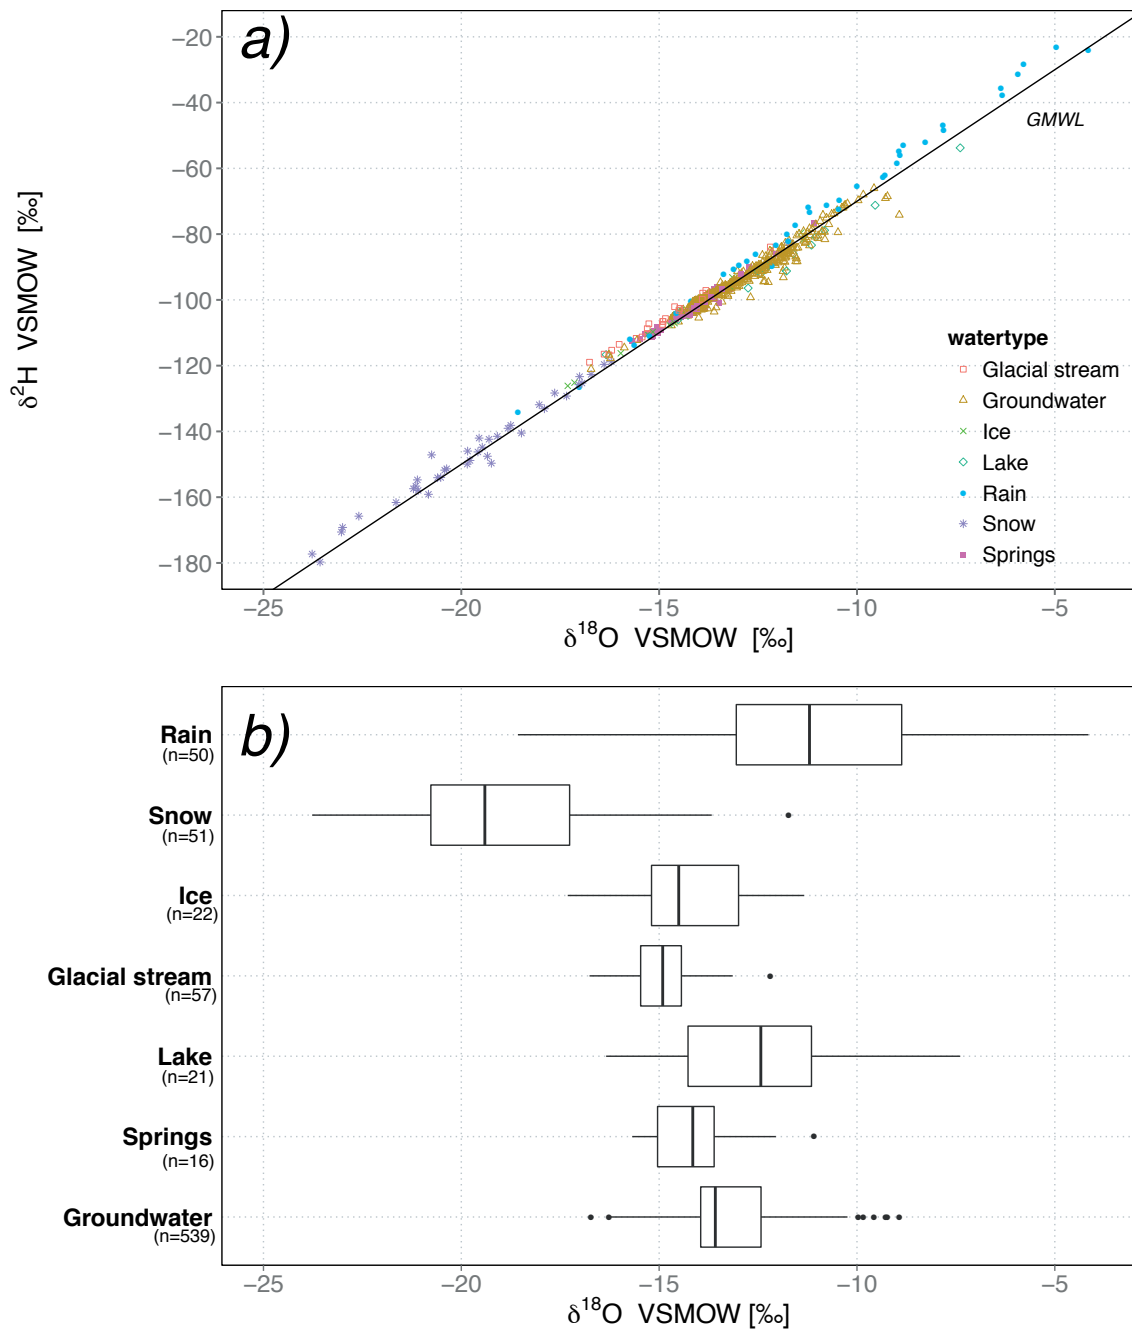 a)
−20
−40
−60
−80
−100
−120
−140
−160
−180
δ2H VSMOW [‰]
GMWL
watertype
Glacial stream
Groundwater
Ice
Lake
Rain
Snow
Springs
−25 −20 −15 −10 −5
δ18O VSMOW [‰]
b)
Rain
(n=50)
Snow
(n=51)
Ice
(n=22)
Glacial stream
(n=57)
Lake
(n=21)
Springs
(n=16)
Groundwater
(n=539)
−25 −20 −15 −10 −5
δ18O VSMOW [‰]